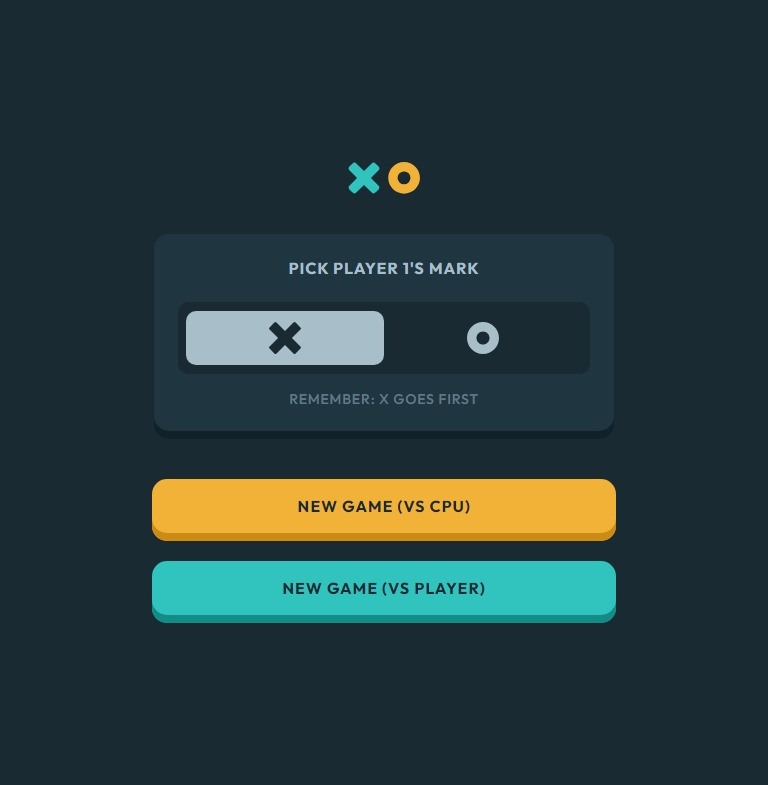 PICK PLAYER 1'S MARK
REMEMBER: X GOES FIRST
NEW GAME (VS CPU)
NEW GAME (VS PLAYER)